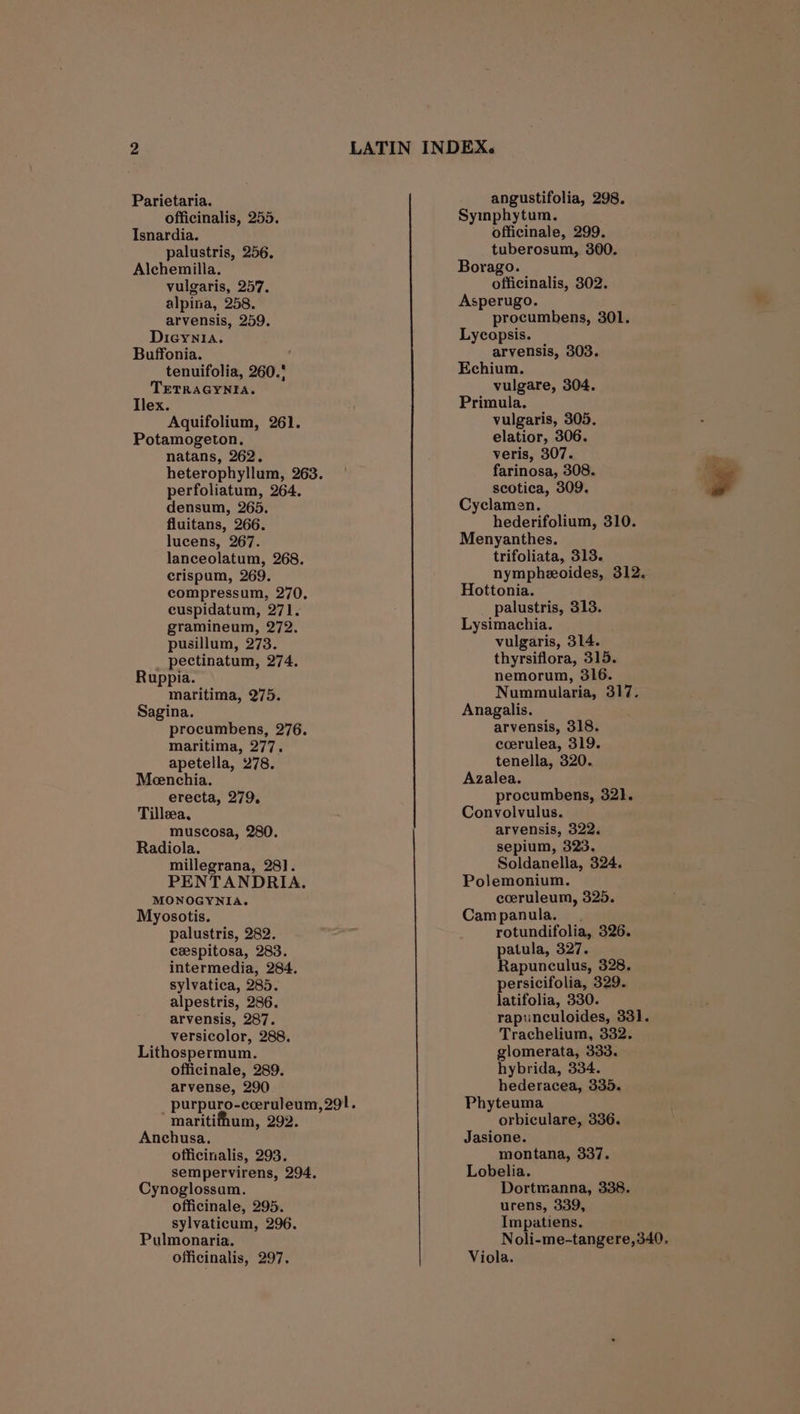 2 LATIN INDEX.
Parietaria.
officinalis, 255.
Isnardia.
palustris, 256.
Alchemilla.
vulgaris, 257.
alpina, 258.
arvensis, 259.
DIGYNIA.
Buffonia.
tenuifolia, 260.
TETRAGYNIA.
Ilex.
Aquifolium, 261.
Potamogeton.
natans, 262.
heterophyllum, 263.
perfoliatum, 264.
densum, 265.
fluitans, 266.
lucens, 267.
lanceolatum, 268.
crispum, 269.
compressum, 270.
cuspidatum, 271.
gramineum, 272.
pusillum, 273.
pectinatum, 274.
Ruppia.
maritima, 275.
Sagina.
procumbens, 276.
maritima, 277.
apetella, 278.
Mœnchia.
erecta, 279.
Tillæa.
muscosa, 280.
Radiola.
millegrana, 281.
PENTANDRIA.
MONOGYNIA.
Myosotis.
palustris, 282.
cæspitosa, 283.
intermedia, 284.
sylvatica, 285.
alpestris, 286.
arvensis, 287.
versicolor, 288.
Lithospermum.
officinale, 289.
arvense, 290
purpuro-cœruleum, 291.
maritimum, 292.
Anchusa.
officinalis, 293.
sempervirens, 294.
Cynoglossum.
officinale, 295.
sylvaticum, 296.
Pulmonaria.
officinalis, 297.
angustifolia, 298.
Symphytum.
officinale, 299.
tuberosum, 300.
Borago.
officinalis, 302.
Asperugo.
procumbens, 301.
Lycopsis.
arvensis, 303.
Echium.
vulgare, 304.
Primula.
vulgaris, 305.
elatior, 306.
veris, 307.
farinosa, 308.
scotica, 309.
Cyclamen.
hederifolium, 310.
Menyanthes.
trifoliata, 313.
nymphæoides, 312.
Hottonia.
palustris, 313.
Lysimachia.
vulgaris, 314.
thyrsiflora, 315.
nemorum, 316.
Nummularia, 317.
Anagalis.
arvensis, 318.
cœrulea, 319.
tenella, 320.
Azalea.
procumbens, 321.
Convolvulus.
arvensis, 322.
sepium, 323.
Soldanella, 324.
Polemonium.
cœruleum, 325.
Campanula.
rotundifolia, 326.
patula, 327.
Rapunculus, 328.
persicifolia, 329.
latifolia, 330.
rapunculoides, 331.
Trachelium, 332.
glomerata, 333.
hybrida, 334.
hederacea, 335.
Phyteuma
orbiculare, 336.
Jasione.
montana, 337.
Lobelia.
Dortmanna, 338.
urens, 339,
Impatiens.
Noli-me-tangere, 340.
Viola.